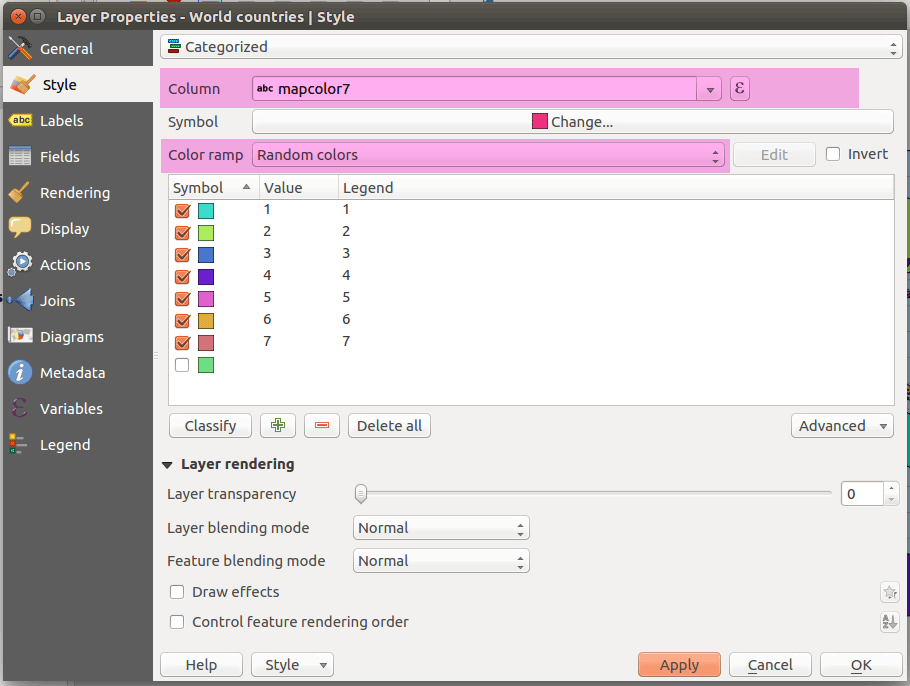 Layer Properties - World countries | Style
General
Style
abc Labels
Fields
Rendering
Display
Actions
Joins
Diagrams
Metadata
Variables
Legend
Categorized
Column abc mapcolor7 ε
Symbol Change...
Color ramp Random colors Edit Invert
Symbol Value Legend
1 1
2 2
3 3
4 4
5 5
6 6
7 7
Classify Delete all Advanced
Layer rendering
Layer transparency 0
Layer blending mode Normal
Feature blending mode Normal
Draw effects
Control feature rendering order
Help Style Apply Cancel OK